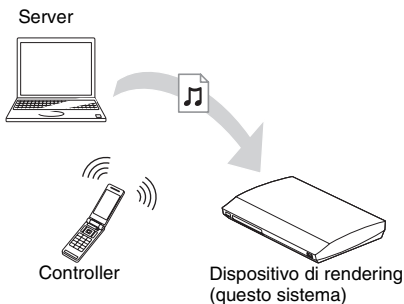 Server
Controller
Dispositivo di rendering
(questo sistema)